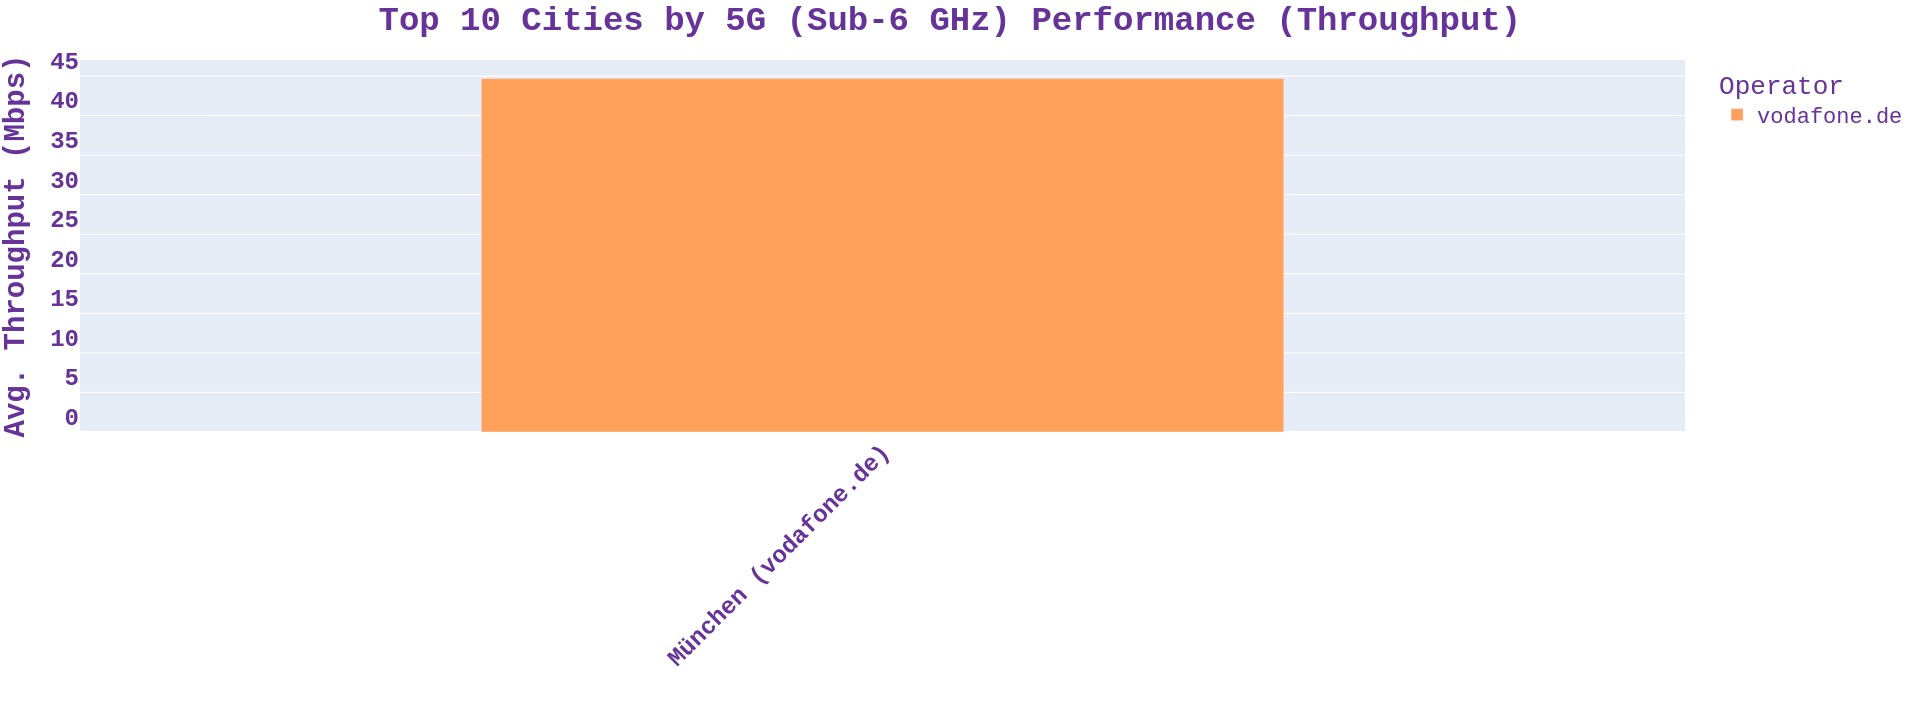 Top 10 Cities by 5G (Sub-6 GHz) Performance (Throughput)
Avg. Throughput (Mbps)
45
40
35
30
25
20
15
10
5
0
München (vodafone.de)
Operator
vodafone.de